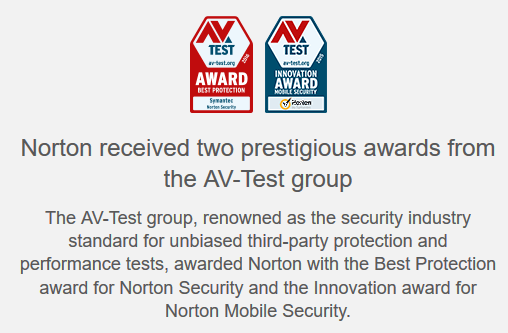 AV
TEST
av-test.org
AWARD
BEST PROTECTION
Symantec
Norton Security
AV
TEST
av-test.org
INNOVATION
AWARD
MOBILE SECURITY
Norton
Norton received two prestigious awards from
the AV-Test group
The AV-Test group, renowned as the security industry
standard for unbiased third-party protection and
performance tests, awarded Norton with the Best Protection
award for Norton Security and the Innovation award for
Norton Mobile Security.